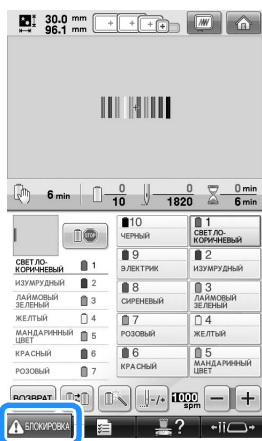 30.0 mm
96.1 mm
6 min
0
10
0
1820
0 min
6 min
STOP
СВЕТЛО-
КОРИЧНЕВЫЙ 1
ИЗУМРУДНЫЙ 2
ЛАЙМОВЫЙ
ЗЕЛЕНЫЙ 3
ЖЕЛТЫЙ 4
МАНДАРИННЫЙ
ЦВЕТ 5
КРАСНЫЙ 6
РОЗОВЫЙ 7
10
ЧЕРНЫЙ
1
СВЕТЛО-
КОРИЧНЕВЫЙ
9
ЭЛЕКТРИК
2
ИЗУМРУДНЫЙ
8
СИРЕНЕВЫЙ
3
ЛАЙМОВЫЙ
ЗЕЛЕНЫЙ
7
РОЗОВЫЙ
4
ЖЕЛТЫЙ
6
КРАСНЫЙ
5
МАНДАРИННЫЙ
ЦВЕТ
ВОЗВРАТ
-/+
1000
spm
− +
БЛОКИРОВКА
?